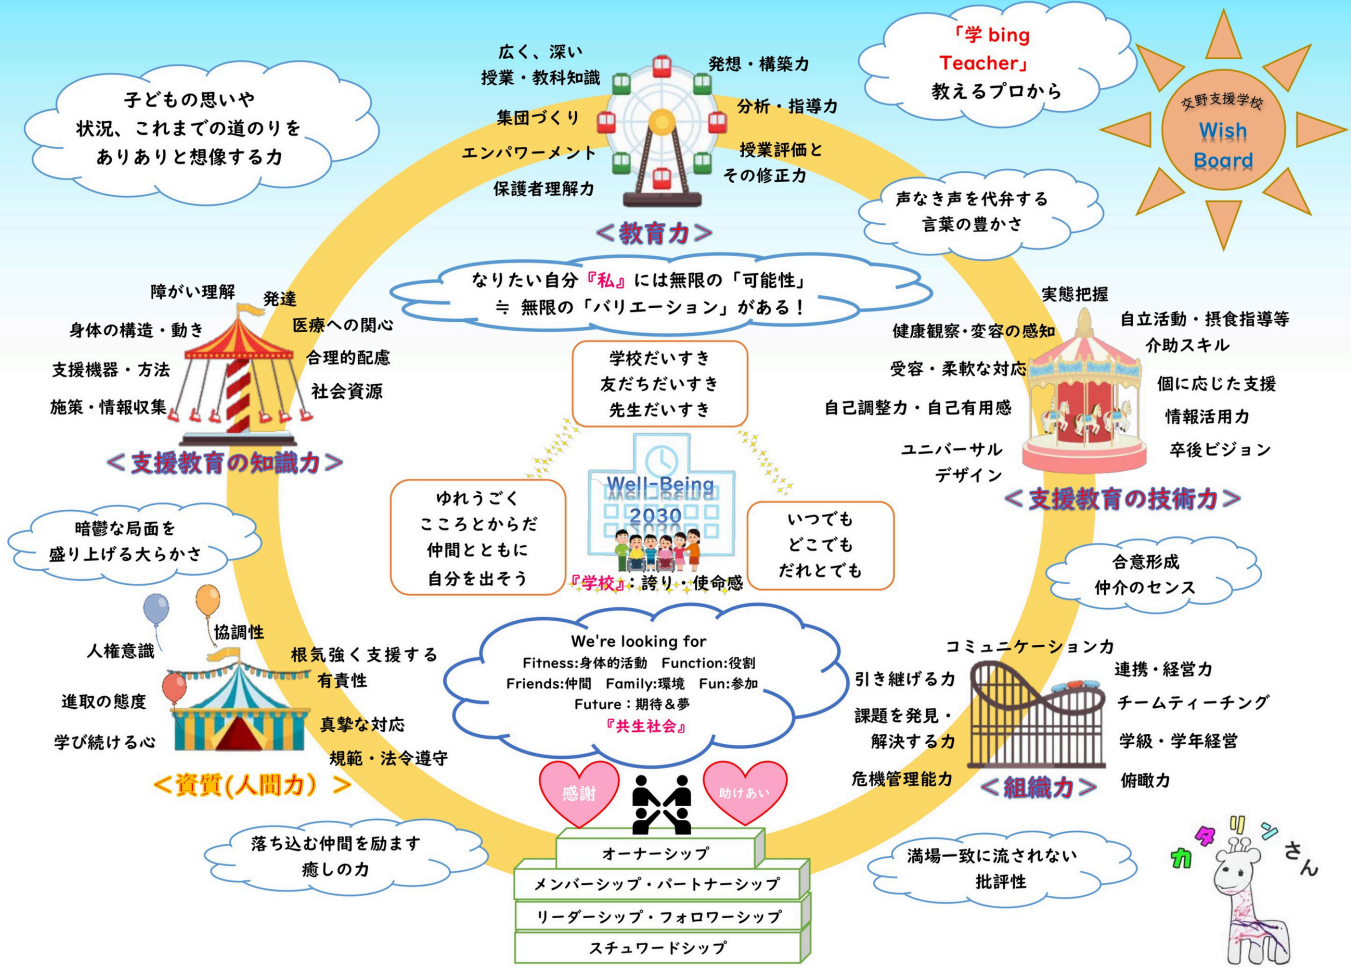 「学 bing
Teacher」
教えるプロから
交野支援学校
Wish
Board
子どもの思いや
状況、これまでの道のりを
ありありと想像する力
広く、深い
授業・教科知識
集団づくり
エンパワーメント
保護者理解力
発想・構築力
分析・指導力
授業評価と
その修正力
＜教育力＞
声なき声を代弁する
言葉の豊かさ
なりたい自分『私』には無限の「可能性」
≒ 無限の「バリエーション」がある！
障がい理解
発達
身体の構造・動き
医療への関心
支援機器・方法
合理的配慮
施策・情報収集
社会資源
＜支援教育の知識力＞
実態把握
健康観察・変容の感知
受容・柔軟な対応
自己調整力・自己有用感
ユニバーサル
デザイン
自立活動・摂食指導等
介助スキル
個に応じた支援
情報活用力
卒後ビジョン
＜支援教育の技術力＞
学校だいすき
友だちだいすき
先生だいすき
ゆれうごく
こころとからだ
仲間とともに
自分を出そう
Well-Being
2030
『学校』：誇り・使命感
いつでも
どこでも
だれとでも
暗鬱な局面を
盛り上げる大らかさ
合意形成
仲介のセンス
人権意識
協調性
根気強く支援する
有責性
進取の態度
真摯な対応
学び続ける心
規範・法令遵守
＜資質(人間力）＞
We're looking for
Fitness:身体的活動 Function:役割
Friends:仲間 Family:環境 Fun:参加
Future：期待＆夢
『共生社会』
コミュニケーション力
引き継げる力
課題を発見・
解決する力
危機管理能力
連携・経営力
チームティーチング
学級・学年経営
俯瞰力
＜組織力＞
感謝
助けあい
オーナーシップ
メンバーシップ・パートナーシップ
リーダーシップ・フォロワーシップ
スチュワードシップ
落ち込む仲間を励ます
癒しの力
満場一致に流されない
批評性
カタリンさん